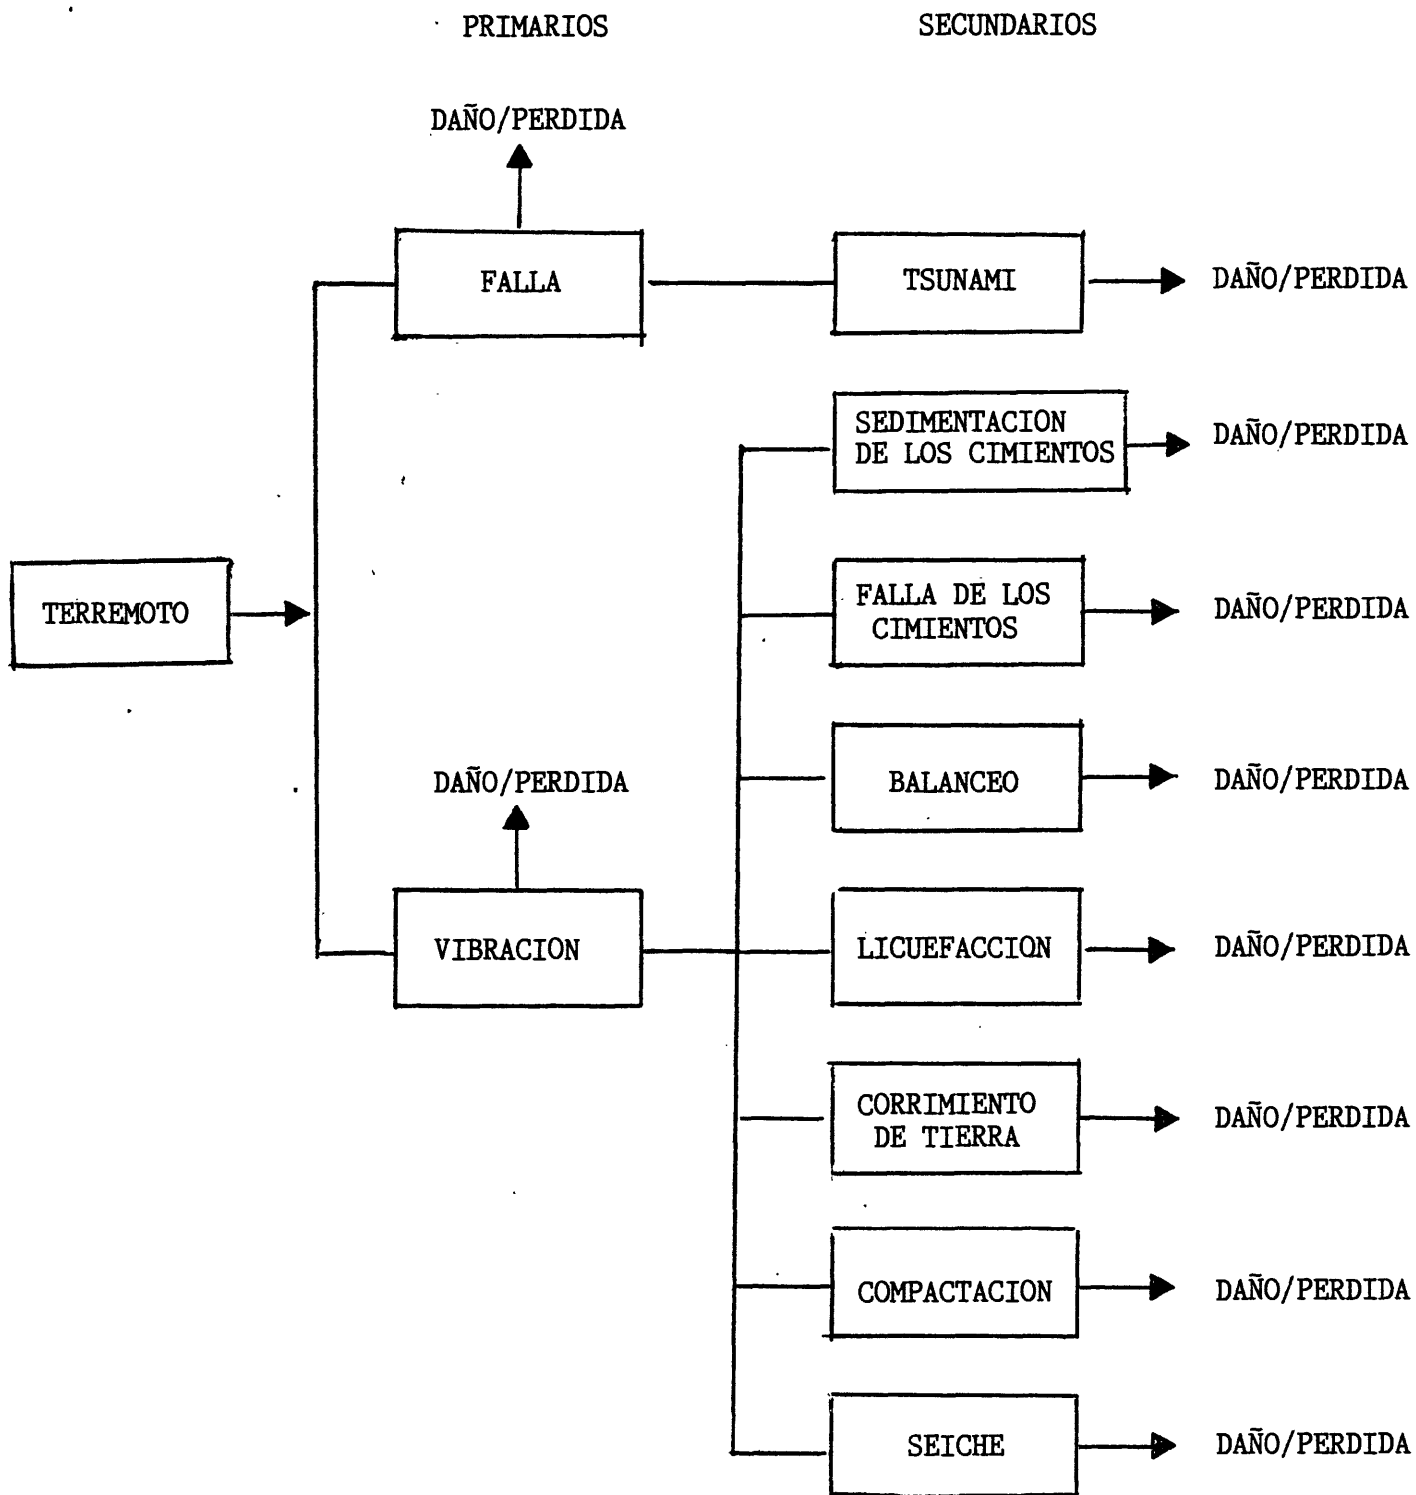 PRIMARIOS
SECUNDARIOS
DAÑO/PERDIDA
FALLA
TSUNAMI
DAÑO/PERDIDA
SEDIMENTACION
DE LOS CIMIENTOS
DAÑO/PERDIDA
TERREMOTO
FALLA DE LOS
CIMIENTOS
DAÑO/PERDIDA
DAÑO/PERDIDA
BALANCEO
DAÑO/PERDIDA
VIBRACION
LICUEFACCION
DAÑO/PERDIDA
CORRIMIENTO
DE TIERRA
DAÑO/PERDIDA
COMPACTACION
DAÑO/PERDIDA
SEICHE
DAÑO/PERDIDA